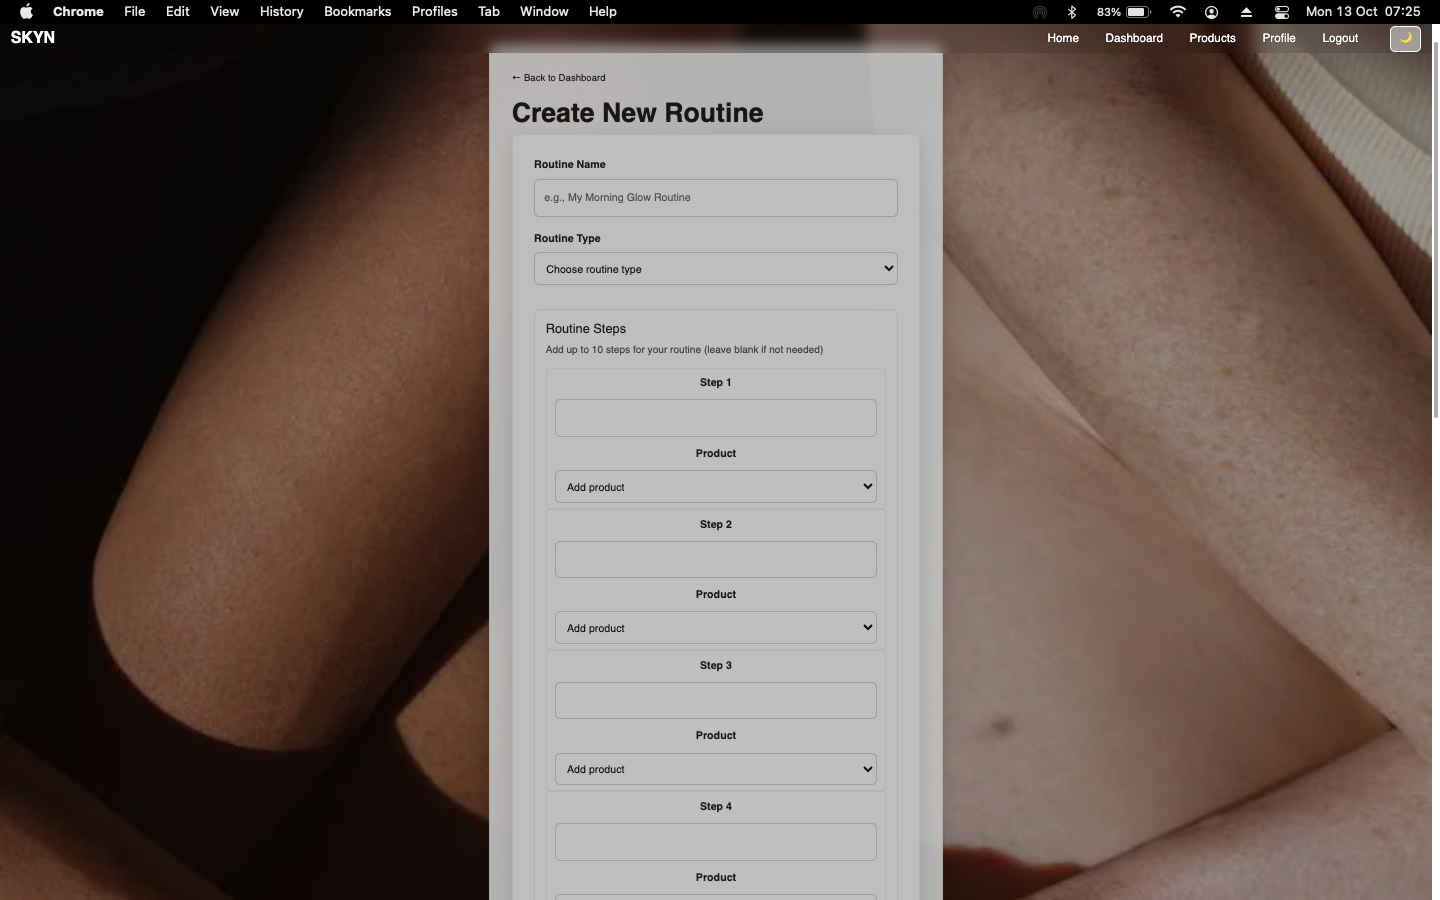 Chrome File Edit View History Bookmarks Profiles Tab Window Help 83% Mon 13 Oct 07:25
SKYN Home Dashboard Products Profile Logout
← Back to Dashboard
Create New Routine
Routine Name
e.g., My Morning Glow Routine
Routine Type
Choose routine type
Routine Steps
Add up to 10 steps for your routine (leave blank if not needed)
Step 1
Product
Add product
Step 2
Product
Add product
Step 3
Product
Add product
Step 4
Product